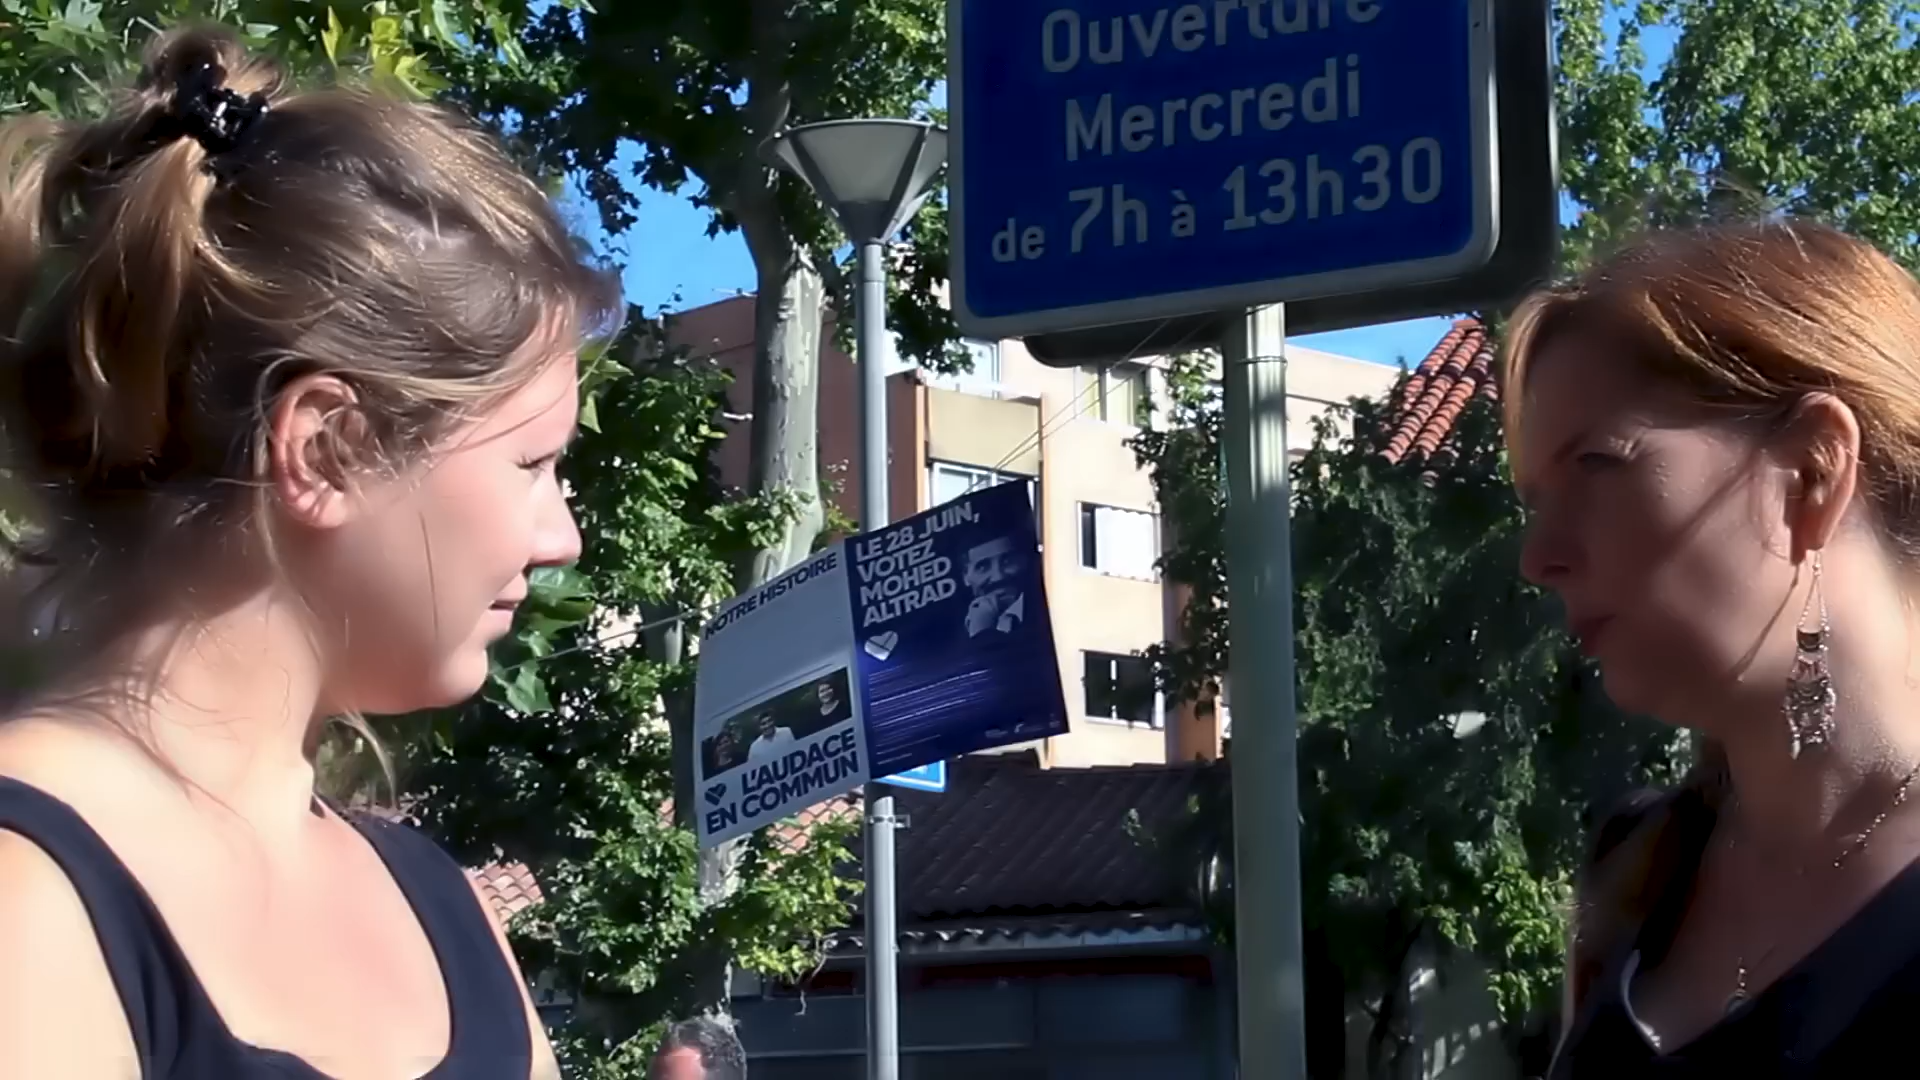 Ouverture
Mercredi
de 7h à 13h30
NOTRE HISTOIRE
L'AUDACE
EN COMMUN
LE 28 JUIN,
VOTEZ
MOHED
ALTRAD